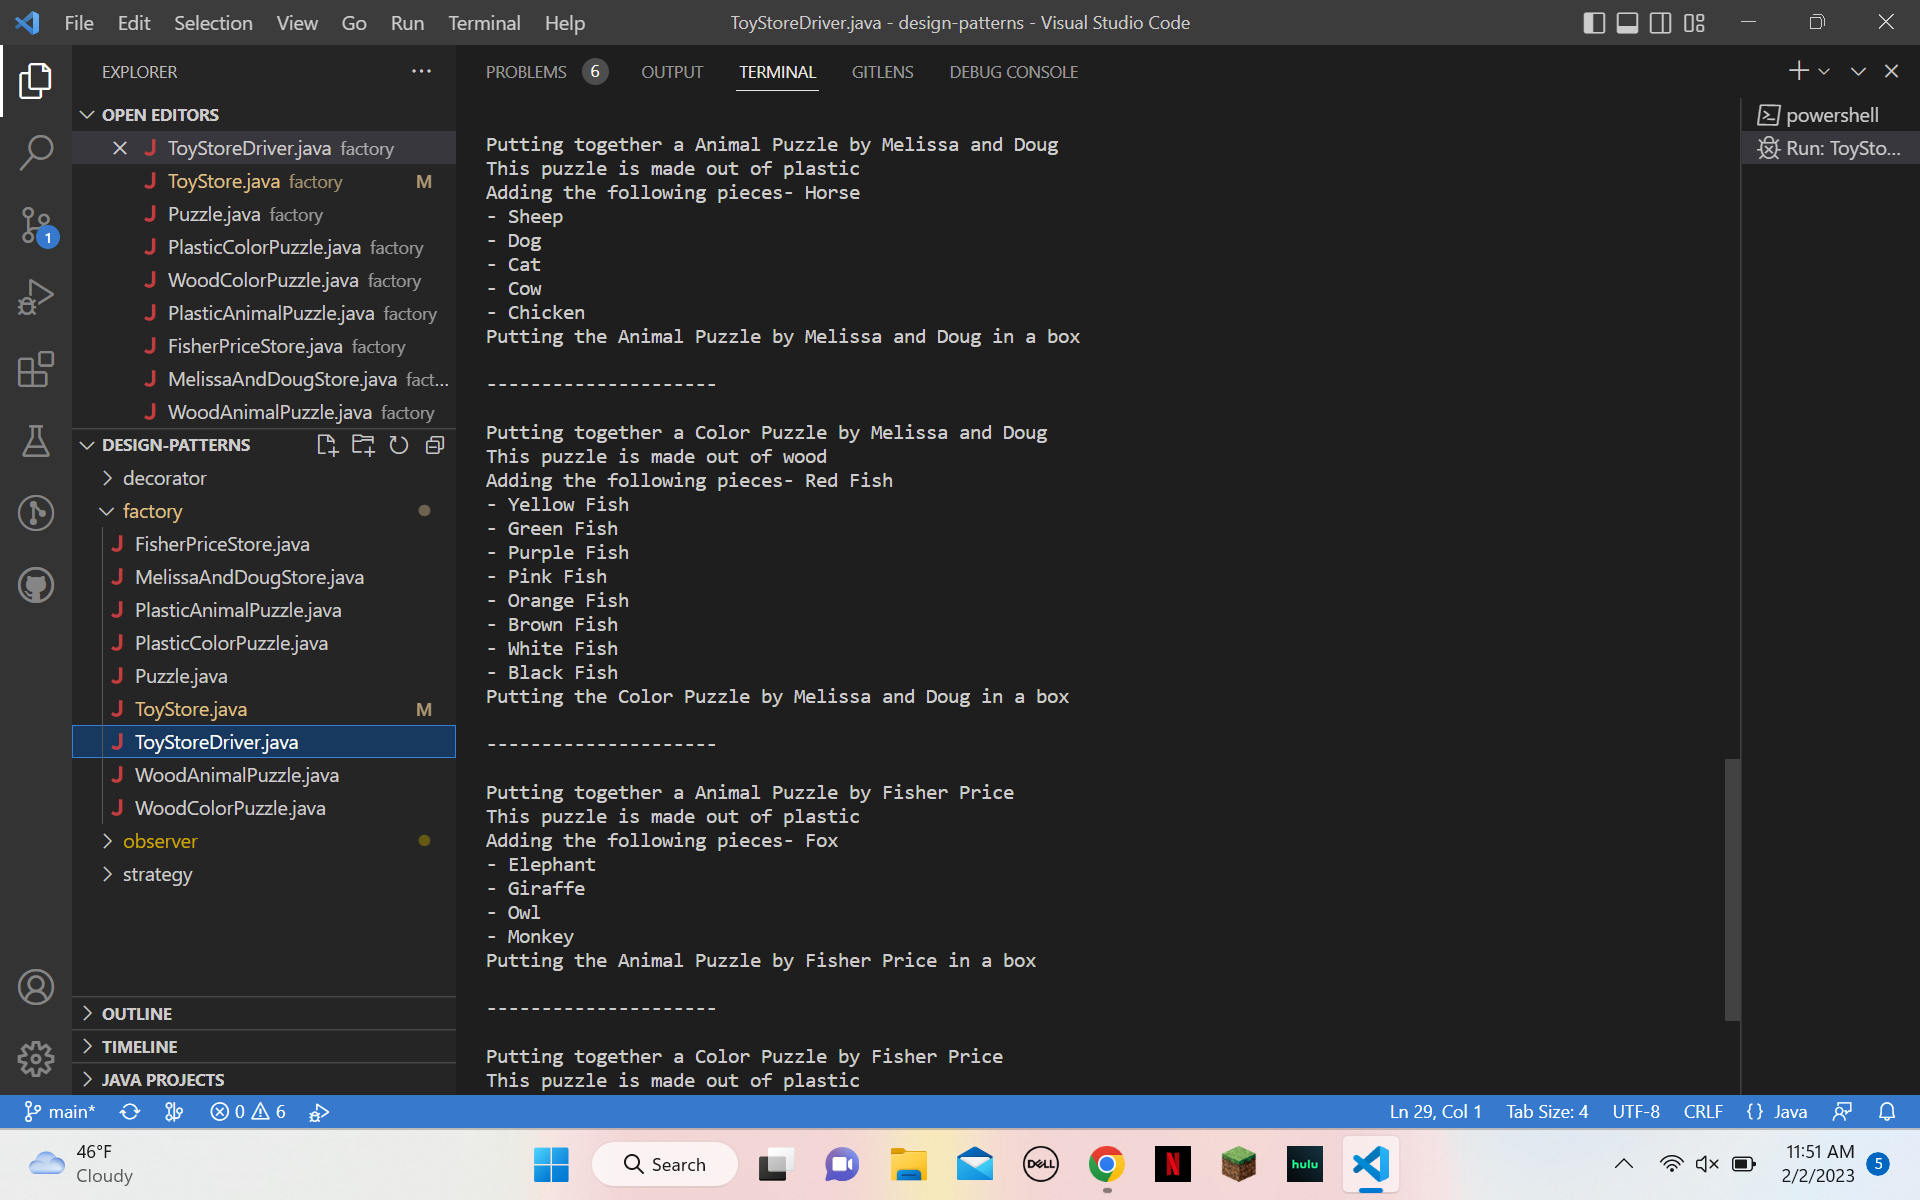 File Edit Selection View Go Run Terminal Help
ToyStoreDriver.java - design-patterns - Visual Studio Code
EXPLORER
OPEN EDITORS
ToyStoreDriver.java factory
ToyStore.java factory M
Puzzle.java factory
PlasticColorPuzzle.java factory
WoodColorPuzzle.java factory
PlasticAnimalPuzzle.java factory
FisherPriceStore.java factory
MelissaAndDougStore.java fact...
WoodAnimalPuzzle.java factory
1
DESIGN-PATTERNS
decorator
factory
FisherPriceStore.java
MelissaAndDougStore.java
PlasticAnimalPuzzle.java
PlasticColorPuzzle.java
Puzzle.java
ToyStore.java M
ToyStoreDriver.java
WoodAnimalPuzzle.java
WoodColorPuzzle.java
observer
strategy
OUTLINE
TIMELINE
JAVA PROJECTS
PROBLEMS 6 OUTPUT TERMINAL GITLENS DEBUG CONSOLE
Putting together a Animal Puzzle by Melissa and Doug
This puzzle is made out of plastic
Adding the following pieces- Horse
- Sheep
- Dog
- Cat
- Cow
- Chicken
Putting the Animal Puzzle by Melissa and Doug in a box
---------------------
Putting together a Color Puzzle by Melissa and Doug
This puzzle is made out of wood
Adding the following pieces- Red Fish
- Yellow Fish
- Green Fish
- Purple Fish
- Pink Fish
- Orange Fish
- Brown Fish
- White Fish
- Black Fish
Putting the Color Puzzle by Melissa and Doug in a box
---------------------
Putting together a Animal Puzzle by Fisher Price
This puzzle is made out of plastic
Adding the following pieces- Fox
- Elephant
- Giraffe
- Owl
- Monkey
Putting the Animal Puzzle by Fisher Price in a box
---------------------
Putting together a Color Puzzle by Fisher Price
This puzzle is made out of plastic
powershell
Run: ToySto...
main* 0 6
Ln 29, Col 1 Tab Size: 4 UTF-8 CRLF {} Java
46°F
Cloudy
Search
DELL
N
hulu
11:51 AM
2/2/2023
5